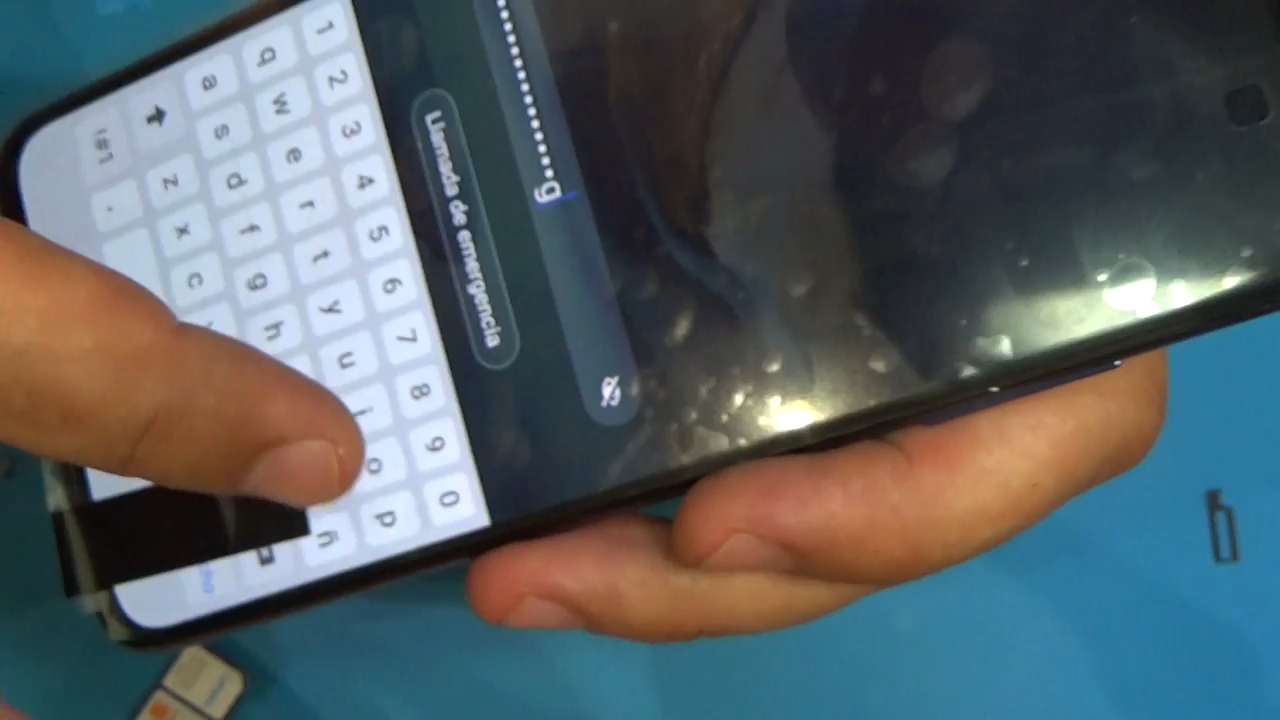 ............g
Llamada de emergencia
1 2 3 4 5 6 7 8 9 0
q w e r t y u i o p
a s d f g h ñ
z x c
!#1 .